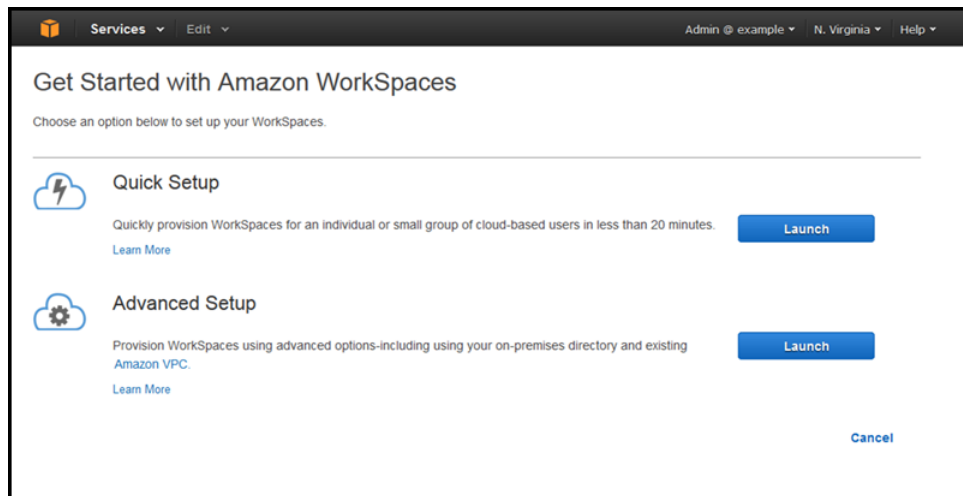 Services Edit Admin @ example N. Virginia Help
Get Started with Amazon WorkSpaces
Choose an option below to set up your WorkSpaces.
Quick Setup
Quickly provision WorkSpaces for an individual or small group of cloud-based users in less than 20 minutes.
Launch
Learn More
Advanced Setup
Provision WorkSpaces using advanced options-including using your on-premises directory and existing
Amazon VPC.
Launch
Learn More
Cancel